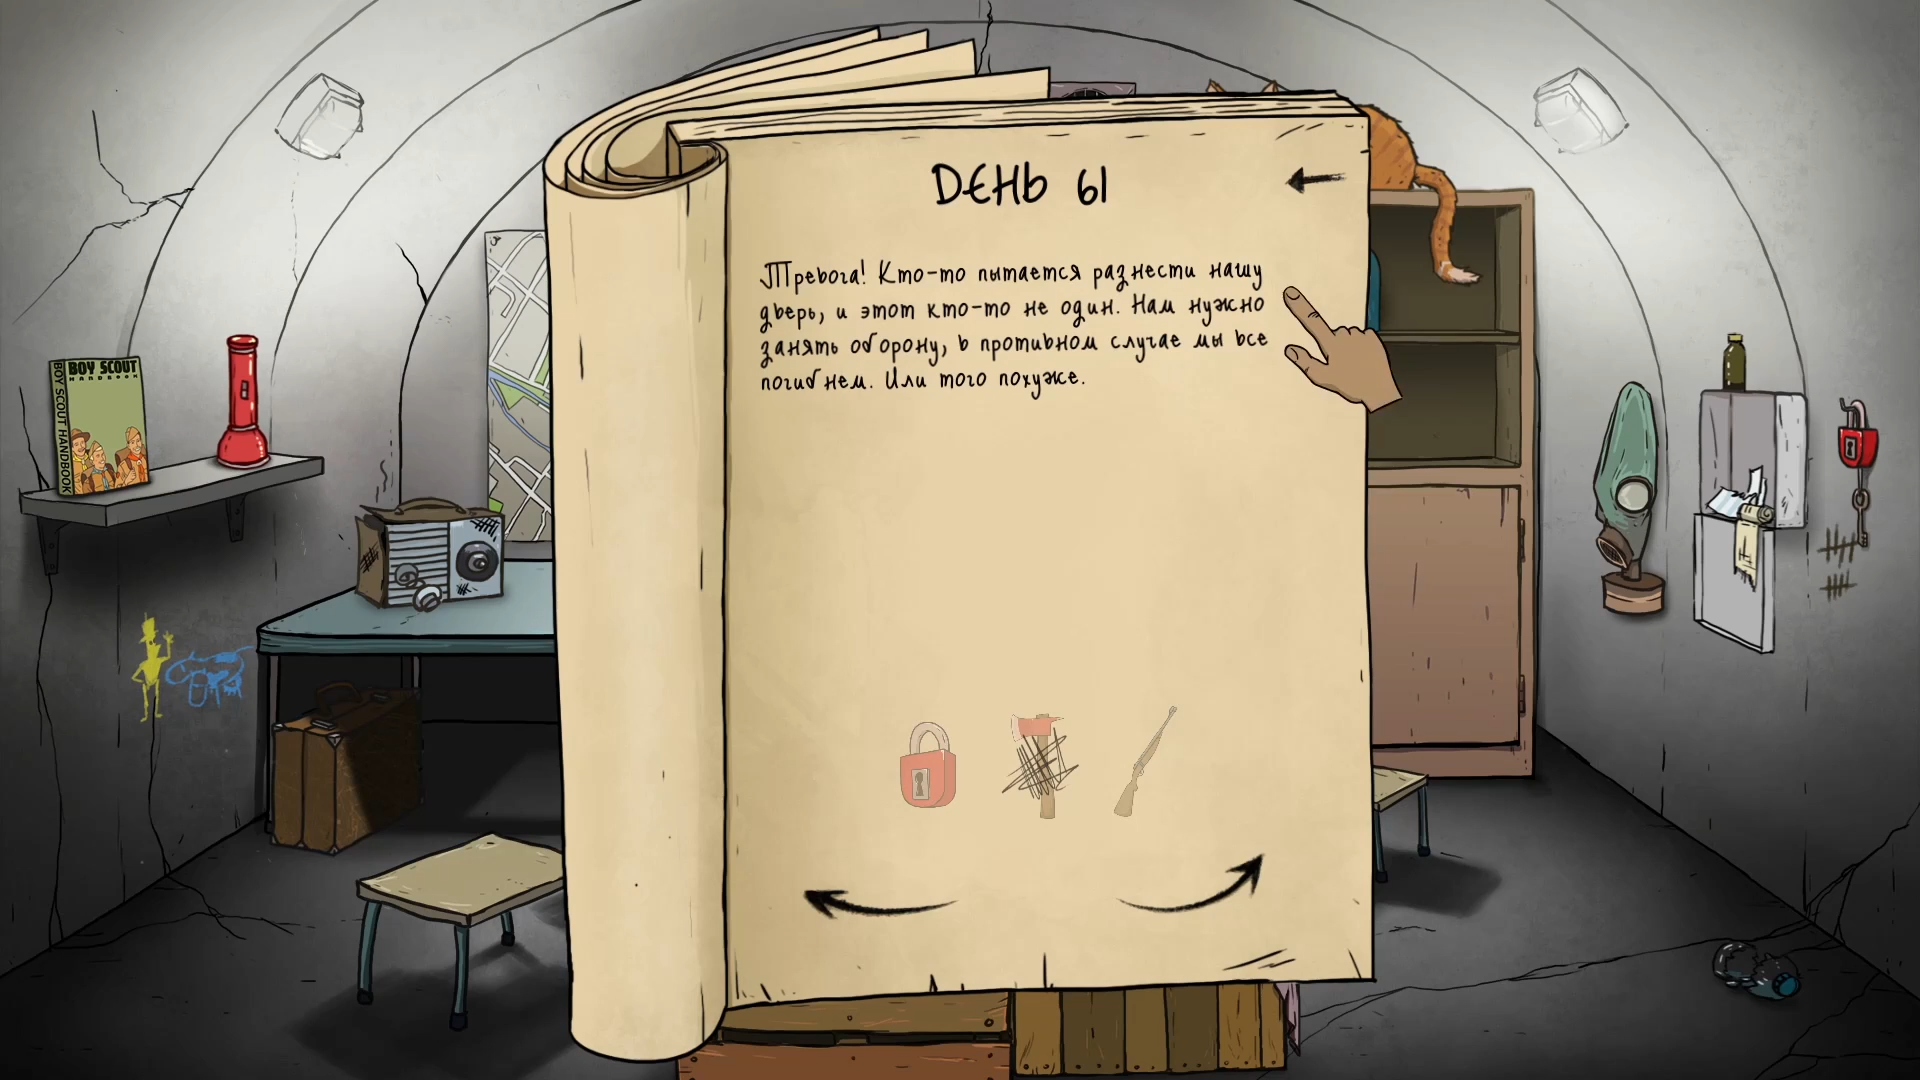 День 61
Тревога! Кто-то пытается разнести нашу
дверь, и этот кто-то не один. Нам нужно
занять оборону, в противном случае мы все
погибнем. Или того похуже.
BOY SCOUT
HANDBOOK
BOY SCOUT HANDBOOK